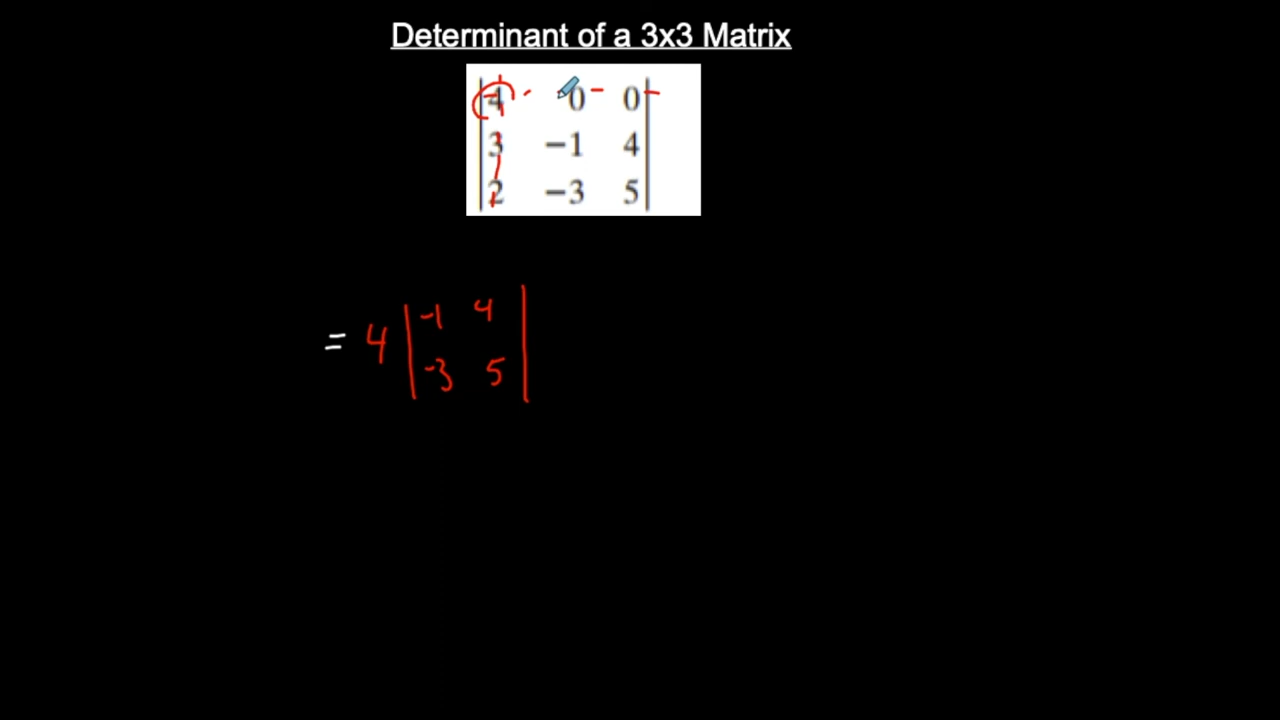 Determinant of a 3x3 Matrix
|4 0 0|
|3 −1 4|
|2 −3 5|
= 4 |-1 4|
|-3 5|